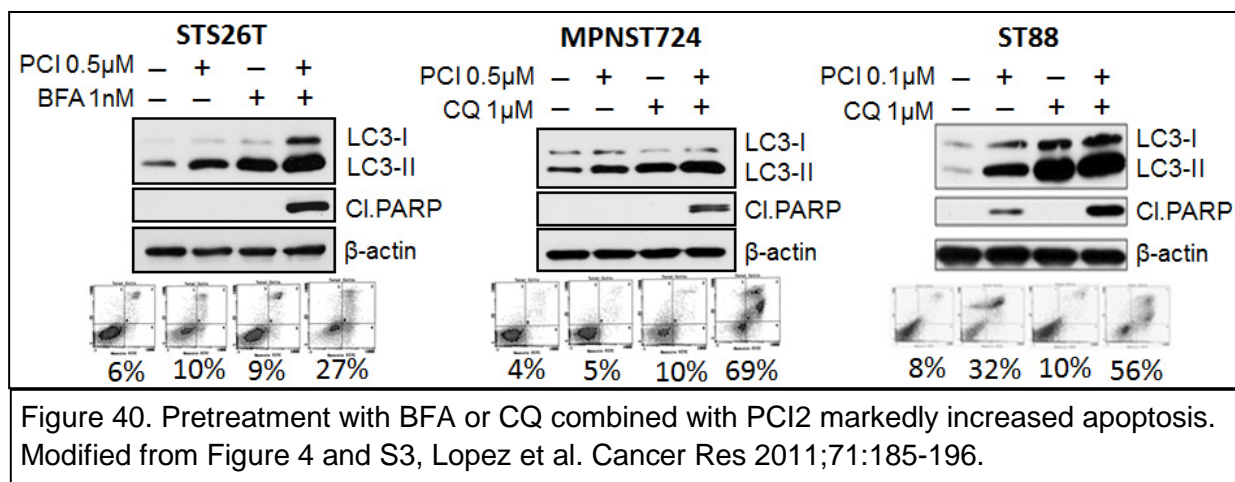 STS26T
PCI 0.5µM – + – +
BFA 1nM – – + +
LC3-I
LC3-II
Cl.PARP
β-actin
6% 10% 9% 27%
MPNST724
PCI 0.5µM – + – +
CQ 1µM – – + +
LC3-I
LC3-II
Cl.PARP
β-actin
4% 5% 10% 69%
ST88
PCI 0.1µM – + – +
CQ 1µM – – + +
LC3-I
LC3-II
Cl.PARP
β-actin
8% 32% 10% 56%
Figure 40. Pretreatment with BFA or CQ combined with PCI2 markedly increased apoptosis.
Modified from Figure 4 and S3, Lopez et al. Cancer Res 2011;71:185-196.